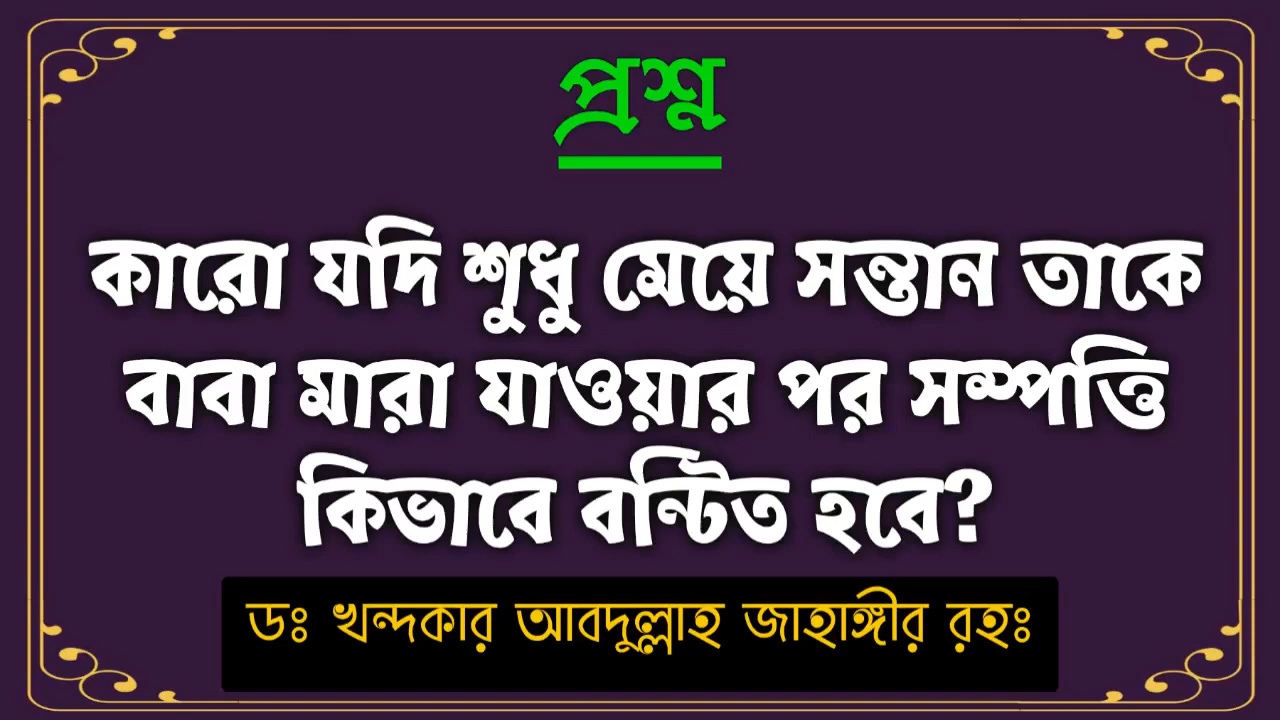 প্রশ্ন
কারো যদি শুধু মেয়ে সন্তান তাকে
বাবা মারা যাওয়ার পর সম্পত্তি
কিভাবে বন্টিত হবে?
ডঃ খন্দকার আবদুল্লাহ জাহাঙ্গীর রহঃ